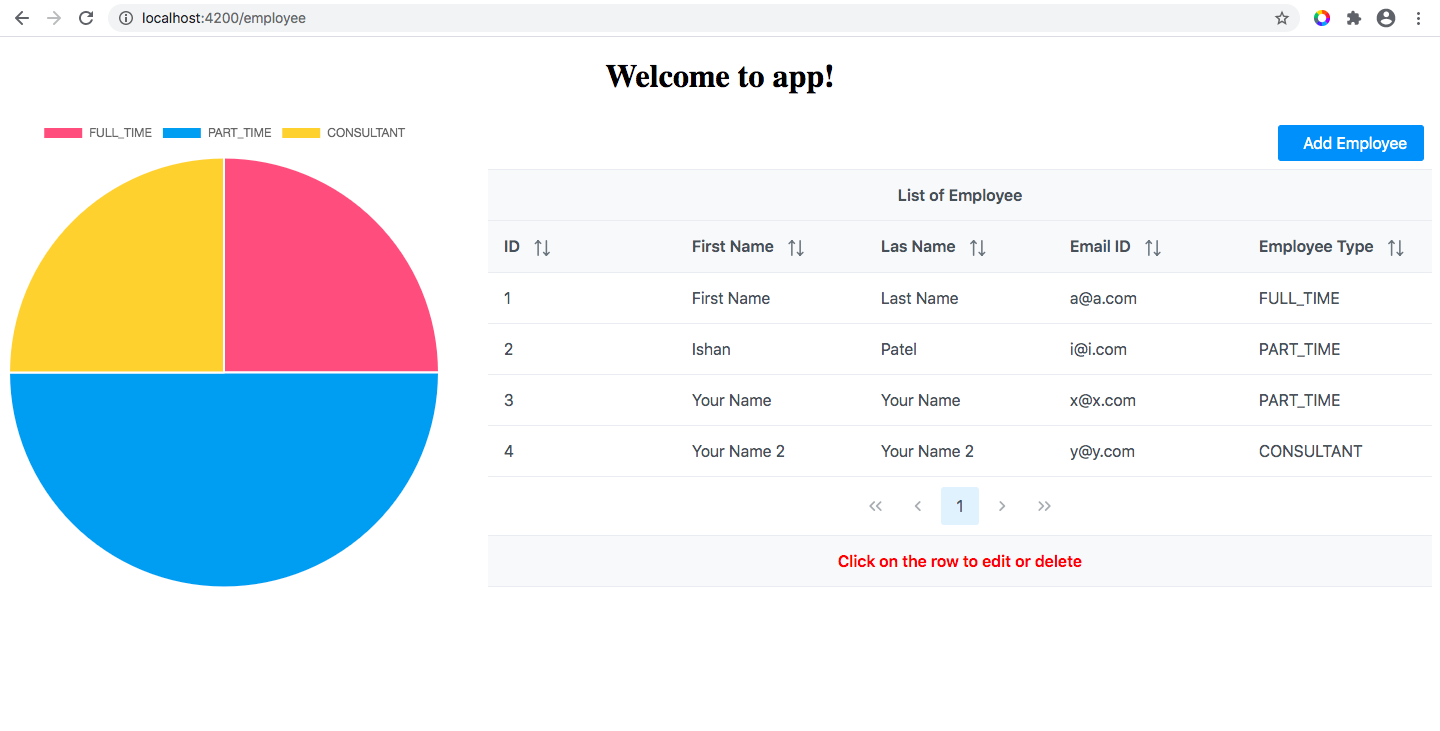 localhost:4200/employee
Welcome to app!
FULL_TIME PART_TIME CONSULTANT
Add Employee
List of Employee
ID First Name Las Name Email ID Employee Type
1 First Name Last Name a@a.com FULL_TIME
2 Ishan Patel i@i.com PART_TIME
3 Your Name Your Name x@x.com PART_TIME
4 Your Name 2 Your Name 2 y@y.com CONSULTANT
1
Click on the row to edit or delete